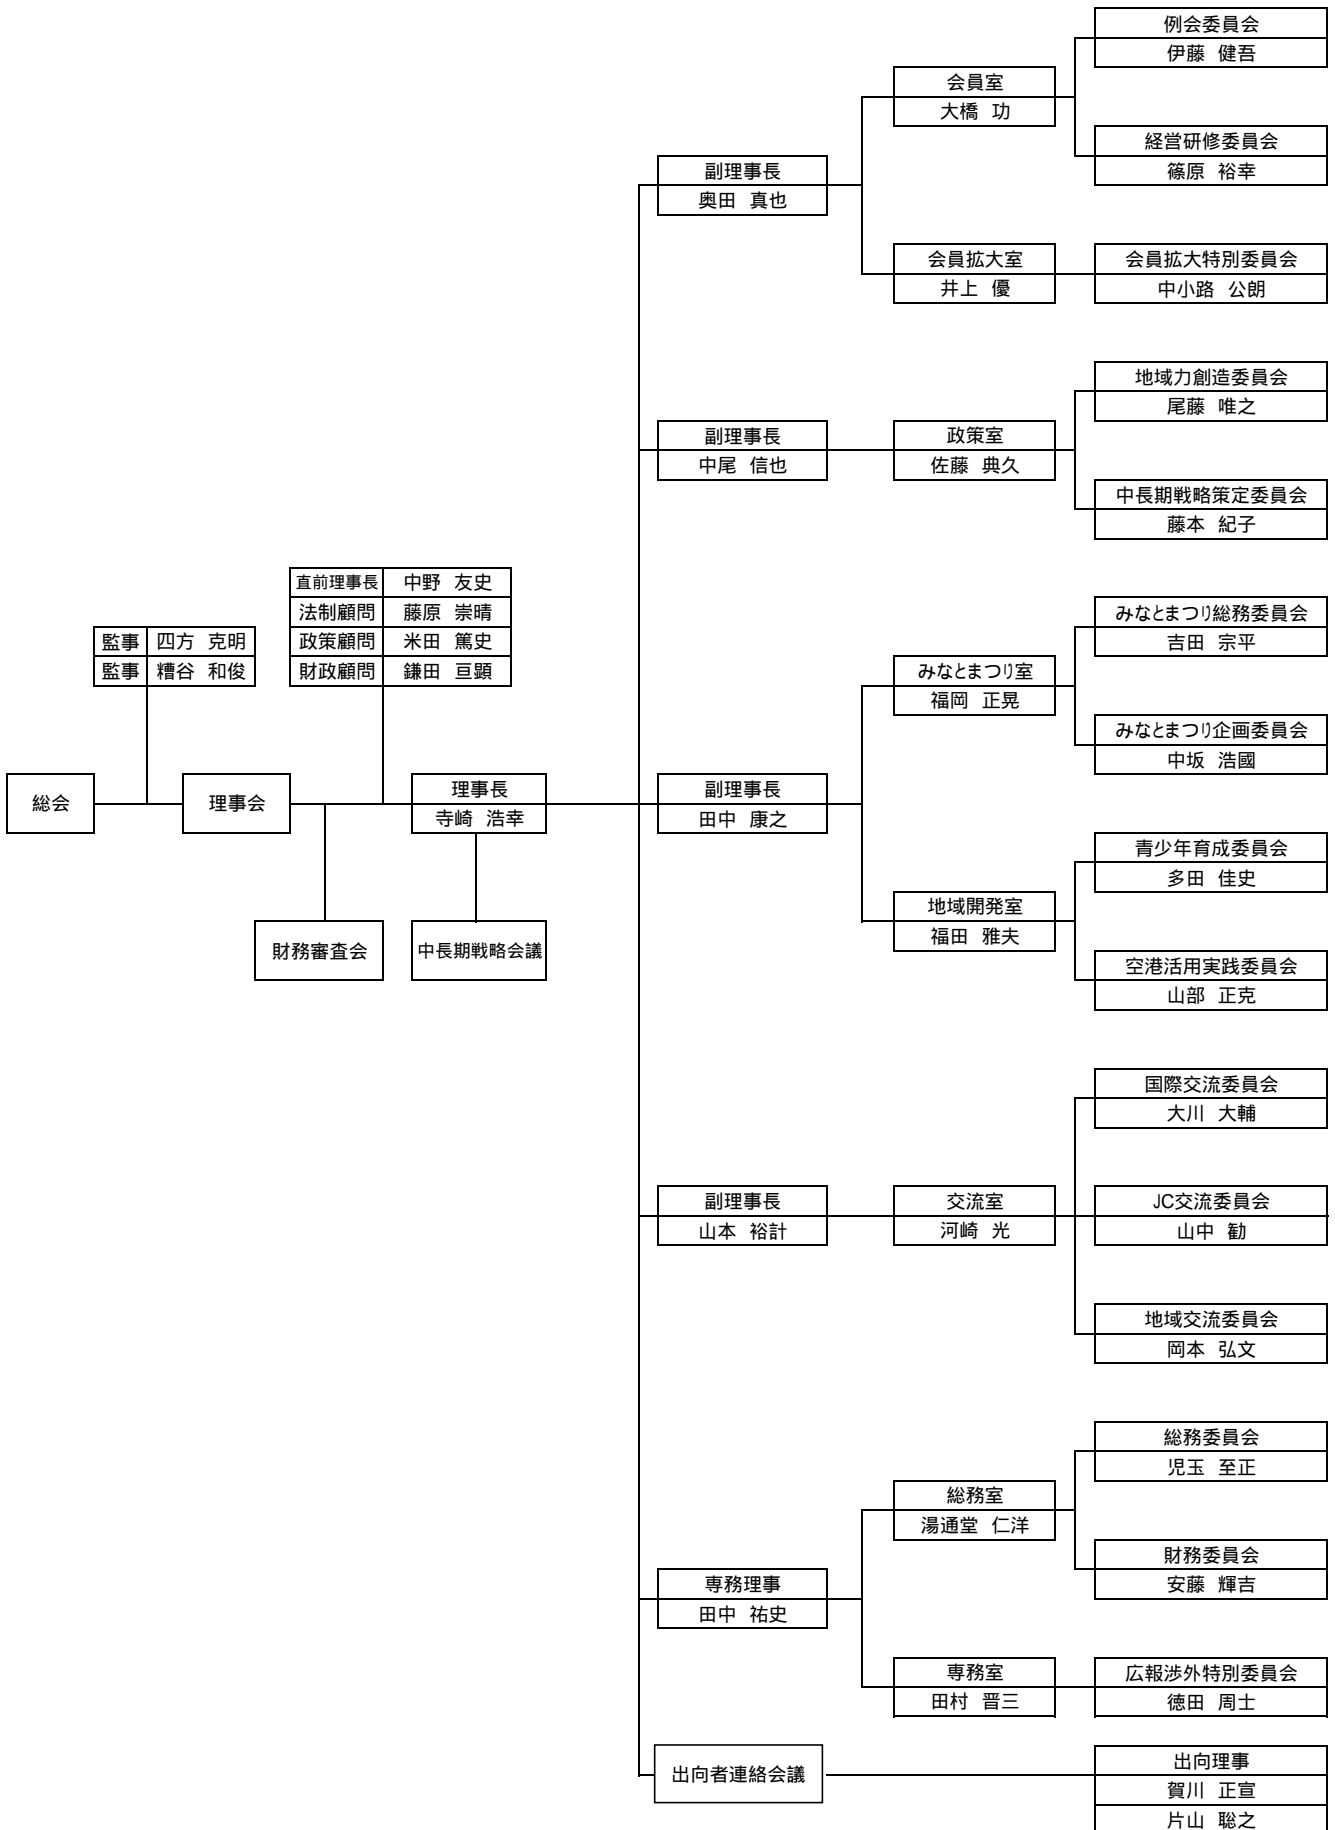 例会委員会
伊藤 健吾
会員室
大橋 功
経営研修委員会
篠原 裕幸
副理事長
奥田 真也
会員拡大室
井上 優
会員拡大特別委員会
中小路 公朗
地域力創造委員会
尾藤 唯之
副理事長
中尾 信也
政策室
佐藤 典久
中長期戦略策定委員会
藤本 紀子
直前理事長 中野 友史
法制顧問 藤原 崇晴
政策顧問 米田 篤史
財政顧問 鎌田 亘顕
監事 四方 克明
監事 糟谷 和俊
みなとまつり総務委員会
吉田 宗平
みなとまつり室
福岡 正晃
みなとまつり企画委員会
中坂 浩國
総会
理事会
理事長
寺崎 浩幸
副理事長
田中 康之
青少年育成委員会
多田 佳史
地域開発室
福田 雅夫
財務審査会
中長期戦略会議
空港活用実践委員会
山部 正克
国際交流委員会
大川 大輔
副理事長
山本 裕計
交流室
河崎 光
JC交流委員会
山中 勧
地域交流委員会
岡本 弘文
総務委員会
児玉 至正
総務室
湯通堂 仁洋
財務委員会
安藤 輝吉
専務理事
田中 祐史
専務室
田村 晋三
広報渉外特別委員会
徳田 周士
出向者連絡会議
出向理事
賀川 正宣
片山 聡之